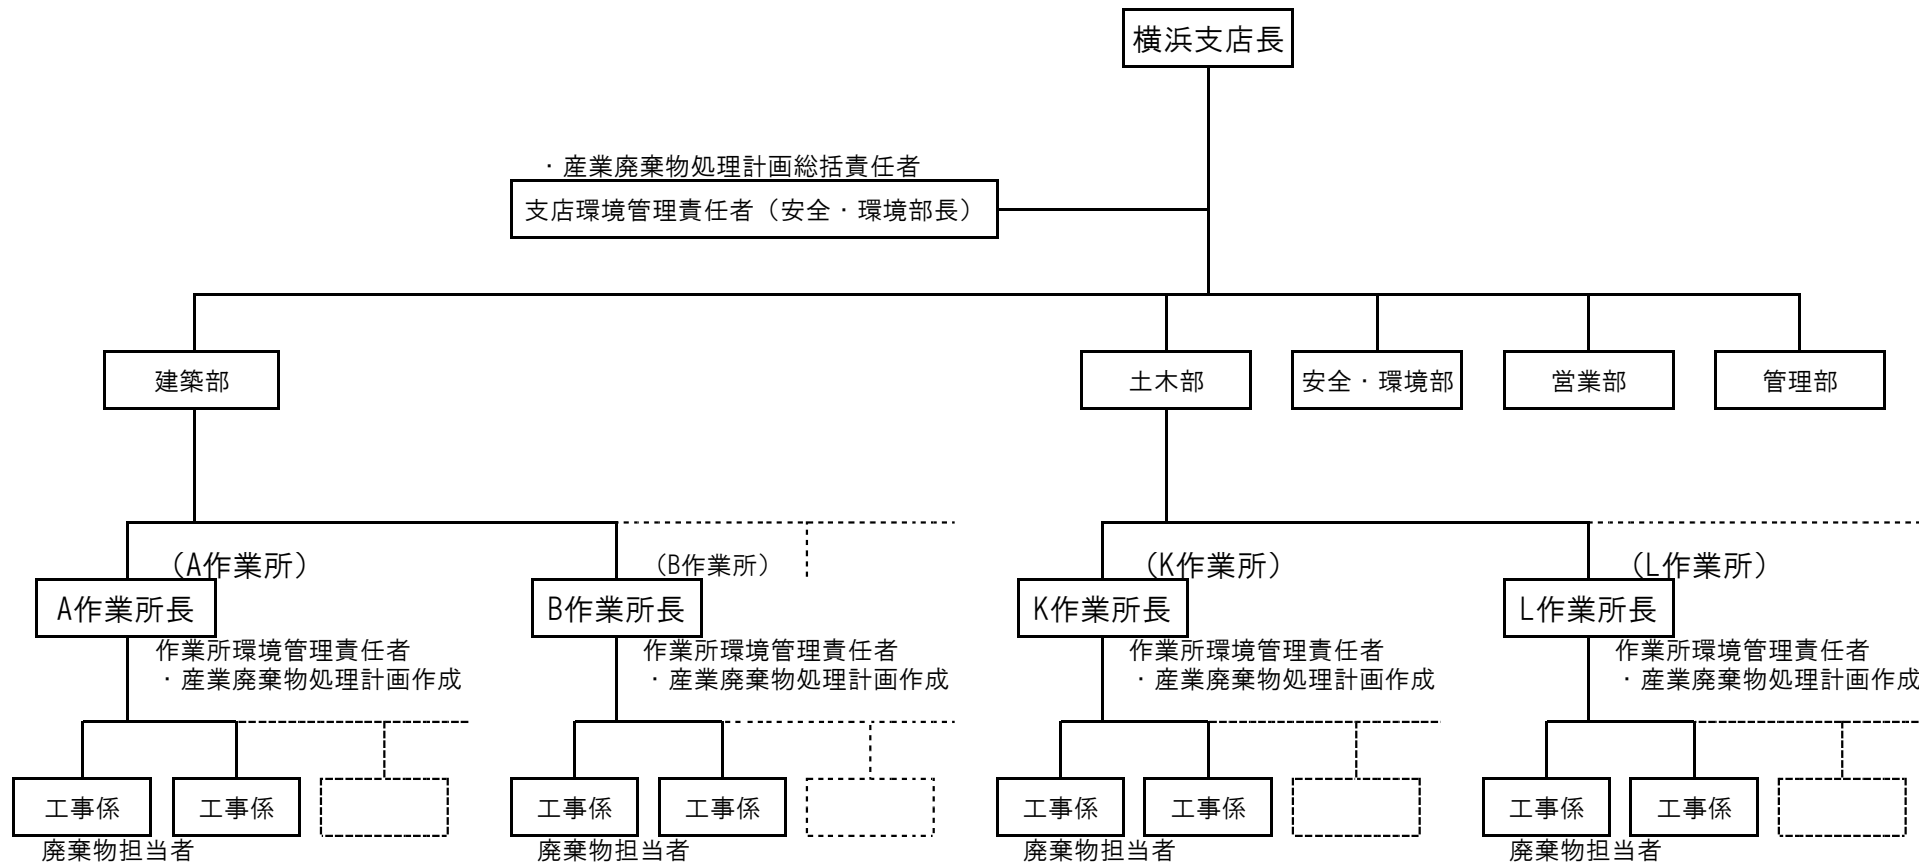 横浜支店長
・産業廃棄物処理計画総括責任者
支店環境管理責任者（安全・環境部長）
建築部
土木部
安全・環境部
営業部
管理部
（A作業所）
（B作業所）
（K作業所）
（L作業所）
A作業所長
B作業所長
K作業所長
L作業所長
作業所環境管理責任者
・産業廃棄物処理計画作成
作業所環境管理責任者
・産業廃棄物処理計画作成
作業所環境管理責任者
・産業廃棄物処理計画作成
作業所環境管理責任者
・産業廃棄物処理計画作成
工事係
工事係
工事係
工事係
工事係
工事係
工事係
工事係
廃棄物担当者
廃棄物担当者
廃棄物担当者
廃棄物担当者